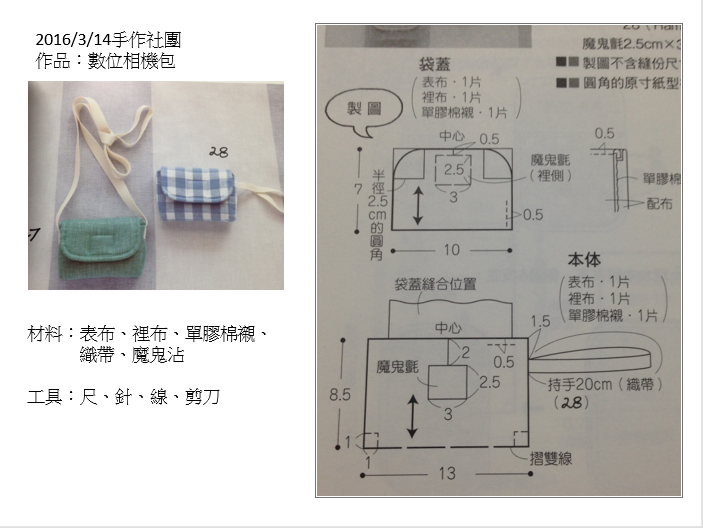 2016/3/14手作社團
作品：數位相機包
28
材料：表布、裡布、單膠棉襯、
織帶、魔鬼沾
工具：尺、針、線、剪刀
魔鬼氈2.5cm×3
■■製圖不含縫份尺寸
■■圓角的原寸紙型
製圖
袋蓋
表布・1片
裡布・1片
單膠棉襯・1片
中心
0.5
2.5
3
魔鬼氈
（裡側）
7
半徑2.5cm的圓角
0.5
10
0.5
單膠棉
配布
本体
表布・1片
裡布・1片
單膠棉襯・1片
袋蓋縫合位置
中心
1.5
2
0.5
魔鬼氈
2.5
3
8.5
持手20cm（織帶）
（28）
1
1
摺雙線
13